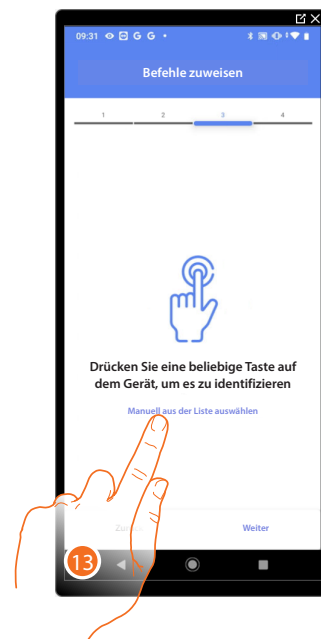 09:31 G G
Befehle zuweisen
1 2 3 4
Drücken Sie eine beliebige Taste auf
dem Gerät, um es zu identifizieren
Manuell aus der Liste auswählen
Weiter
13